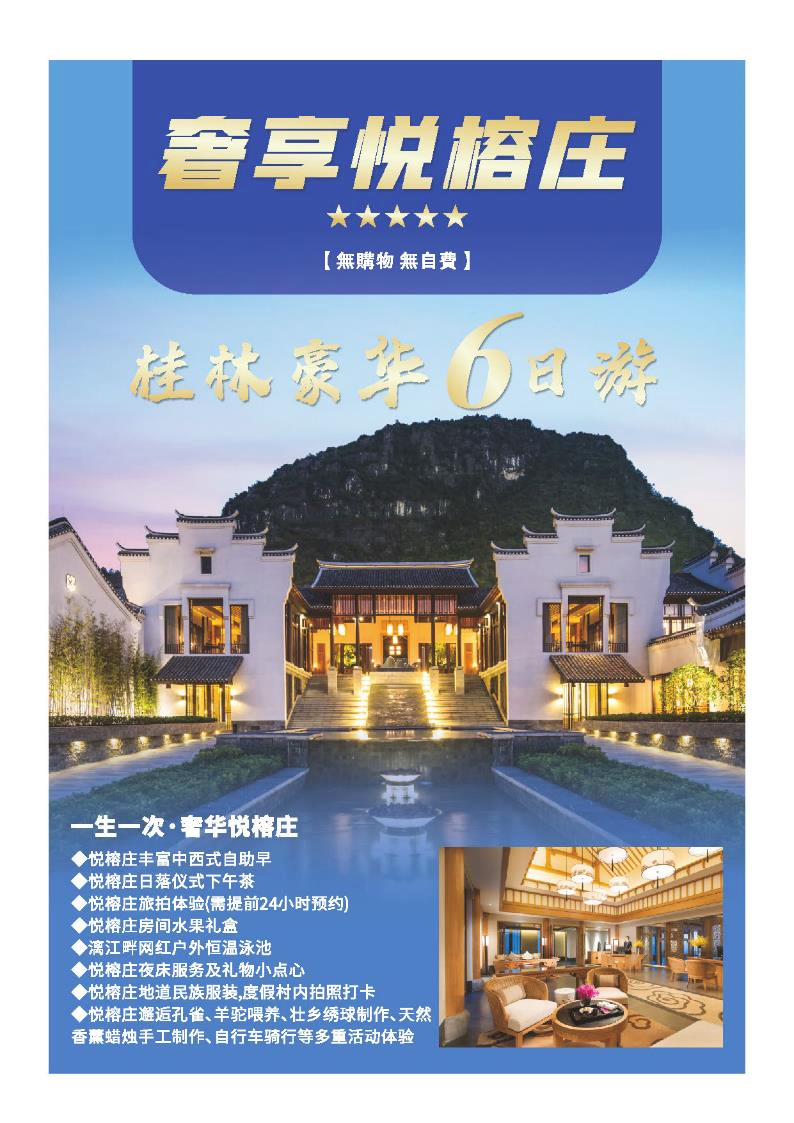 奢享悦榕庄
★★★★★
【無購物 無自費】
桂林豪华6日游
一生一次·奢华悦榕庄
◆悦榕庄丰富中西式自助早
◆悦榕庄日落仪式下午茶
◆悦榕庄旅拍体验(需提前24小时预约)
◆悦榕庄房间水果礼盒
◆漓江畔网红户外恒温泳池
◆悦榕庄夜床服务及礼物小点心
◆悦榕庄地道民族服装,度假村内拍照打卡
◆悦榕庄邂逅孔雀、羊驼喂养、壮乡绣球制作、天然
香薰蜡烛手工制作、自行车骑行等多重活动体验